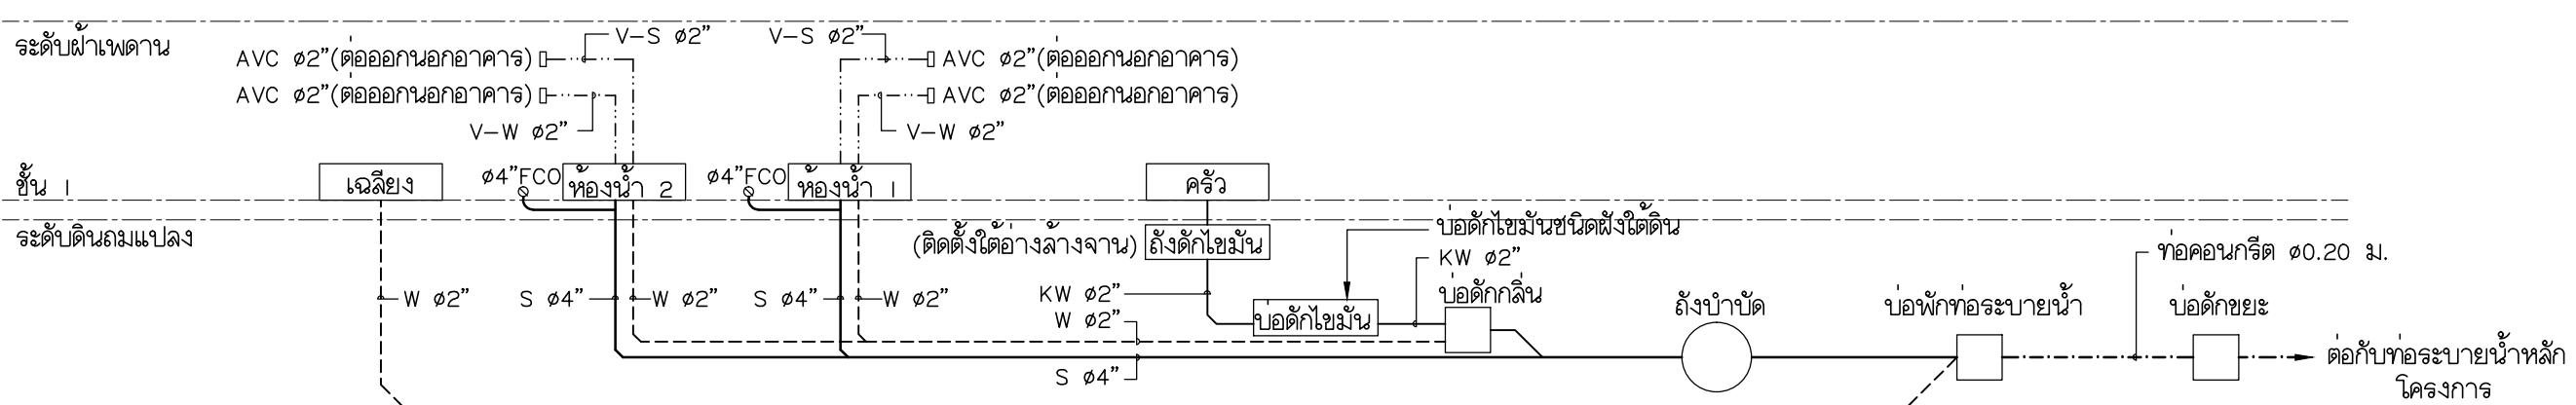 ระดับฝ้าเพดาน
V-S ø2"
V-S ø2"
AVC ø2"(ต่อออกนอกอาคาร)
AVC ø2"(ต่อออกนอกอาคาร)
AVC ø2"(ต่อออกนอกอาคาร)
AVC ø2"(ต่อออกนอกอาคาร)
V-W ø2"
V-W ø2"
ชั้น 1
เฉลียง
ø4"FCO
ห้องน้ำ 2
ø4"FCO
ห้องน้ำ 1
ครัว
ระดับดินถมแปลง
(ติดตั้งใต้อ่างล้างจาน)
ถังดักไขมัน
บ่อดักไขมันชนิดฝังใต้ดิน
KW ø2"
ท่อคอนกรีต ø0.20 ม.
W ø2"
S ø4"
W ø2"
S ø4"
W ø2"
KW ø2"
W ø2"
บ่อดักไขมัน
บ่อดักกลิ่น
ถังบำบัด
บ่อพักท่อระบายน้ำ
บ่อดักขยะ
S ø4"
ต่อกับท่อระบายน้ำหลัก
โครงการ